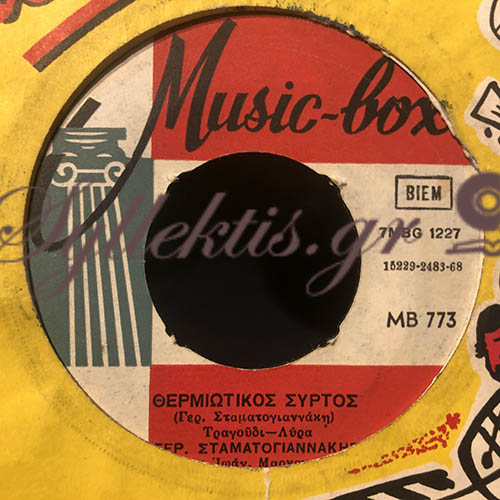 Music-box
BIEM
7MBG 1227
15229-2483-68
Syllektis.gr
MB 773
ΘΕΡΜΙΩΤΙΚΟΣ ΣΥΡΤΟΣ
(Γερ. Σταματογιαννάκη)
Τραγούδι—Λύρα
ΓΕΡ. ΣΤΑΜΑΤΟΓΙΑΝΝΑΚΗΣ